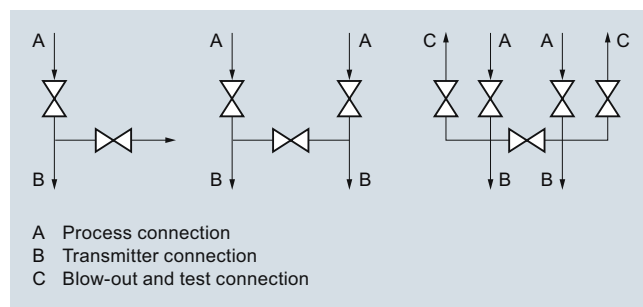 A A A C A A C
B B B B B
A Process connection
B Transmitter connection
C Blow-out and test connection